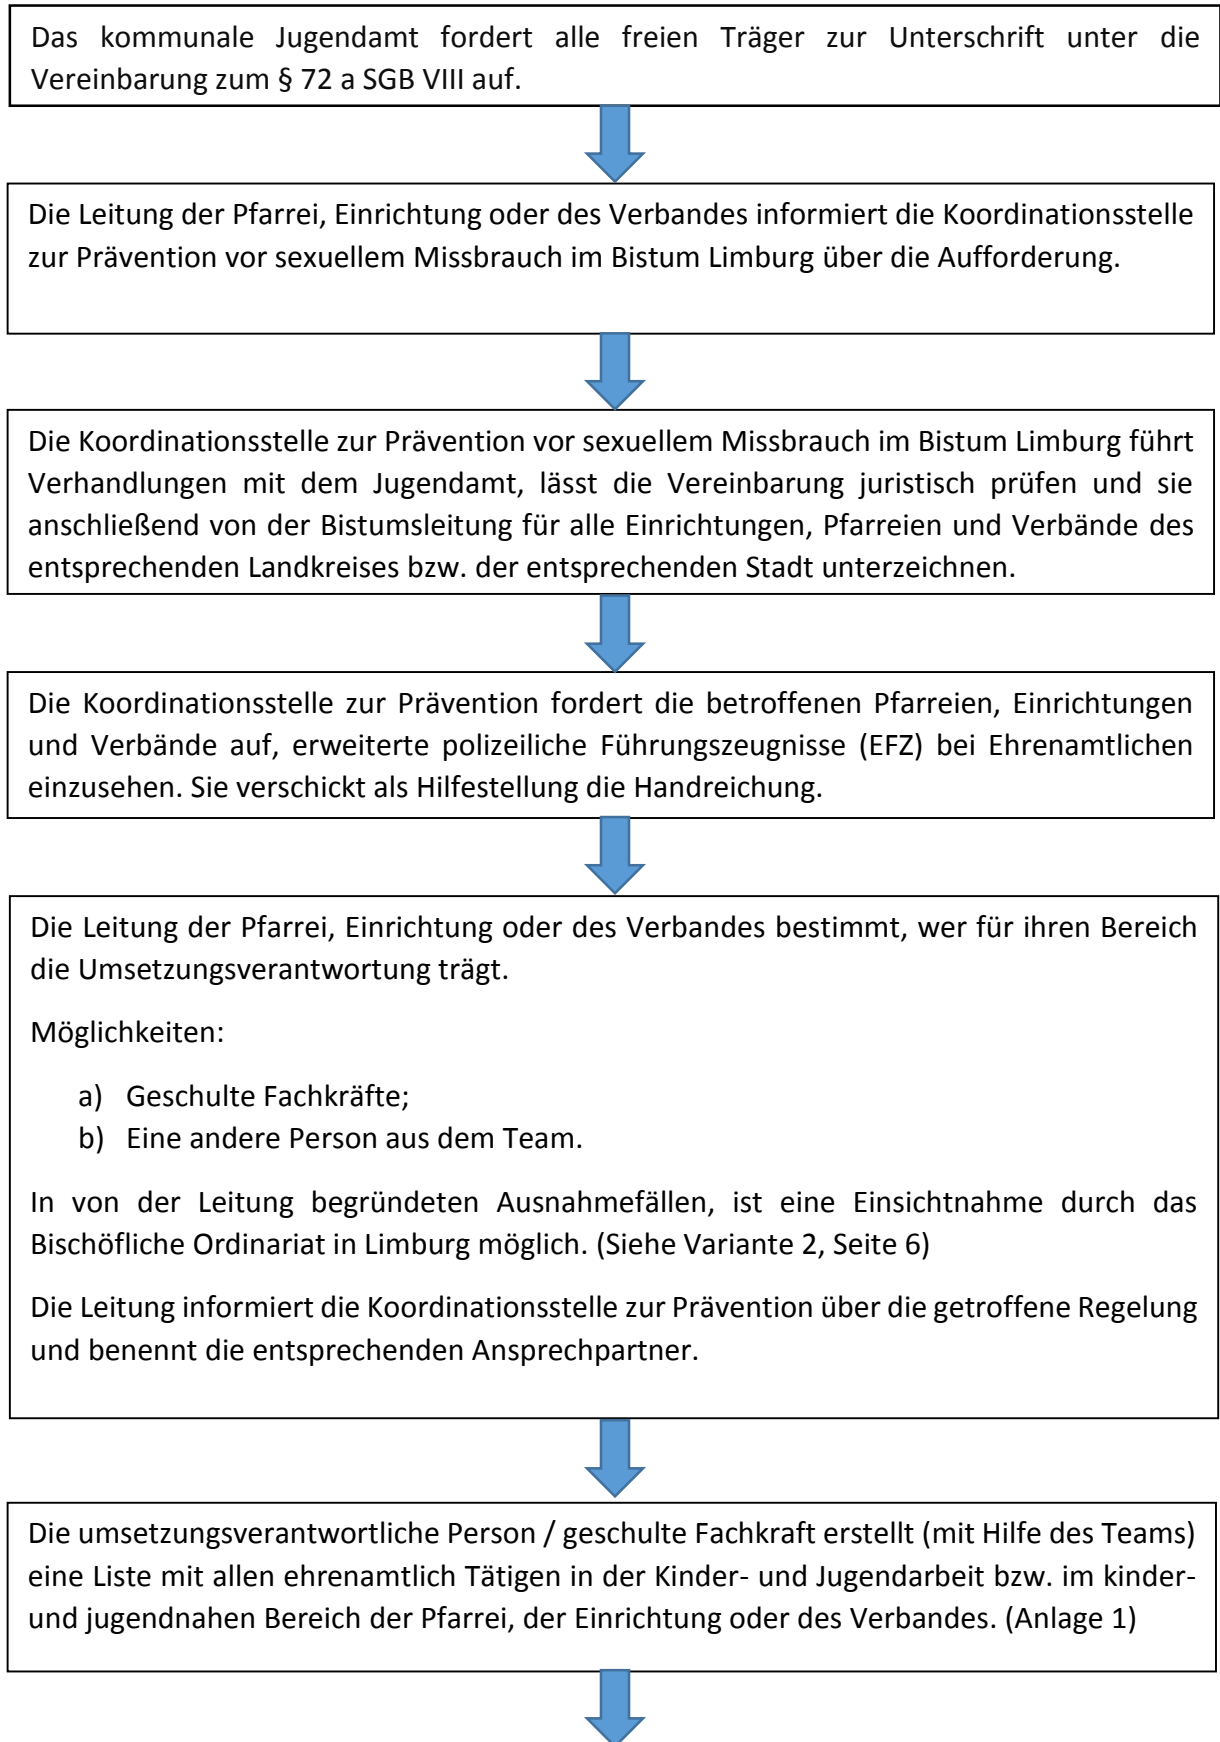 Das kommunale Jugendamt fordert alle freien Träger zur Unterschrift unter die
Vereinbarung zum § 72 a SGB VIII auf.
Die Leitung der Pfarrei, Einrichtung oder des Verbandes informiert die Koordinationsstelle
zur Prävention vor sexuellem Missbrauch im Bistum Limburg über die Aufforderung.
Die Koordinationsstelle zur Prävention vor sexuellem Missbrauch im Bistum Limburg führt
Verhandlungen mit dem Jugendamt, lässt die Vereinbarung juristisch prüfen und sie
anschließend von der Bistumsleitung für alle Einrichtungen, Pfarreien und Verbände des
entsprechenden Landkreises bzw. der entsprechenden Stadt unterzeichnen.
Die Koordinationsstelle zur Prävention fordert die betroffenen Pfarreien, Einrichtungen
und Verbände auf, erweiterte polizeiliche Führungszeugnisse (EFZ) bei Ehrenamtlichen
einzusehen. Sie verschickt als Hilfestellung die Handreichung.
Die Leitung der Pfarrei, Einrichtung oder des Verbandes bestimmt, wer für ihren Bereich
die Umsetzungsverantwortung trägt.
Möglichkeiten:
a) Geschulte Fachkräfte;
b) Eine andere Person aus dem Team.
In von der Leitung begründeten Ausnahmefällen, ist eine Einsichtnahme durch das
Bischöfliche Ordinariat in Limburg möglich. (Siehe Variante 2, Seite 6)
Die Leitung informiert die Koordinationsstelle zur Prävention über die getroffene Regelung
und benennt die entsprechenden Ansprechpartner.
Die umsetzungsverantwortliche Person / geschulte Fachkraft erstellt (mit Hilfe des Teams)
eine Liste mit allen ehrenamtlich Tätigen in der Kinder- und Jugendarbeit bzw. im kinder-
und jugendnahen Bereich der Pfarrei, der Einrichtung oder des Verbandes. (Anlage 1)